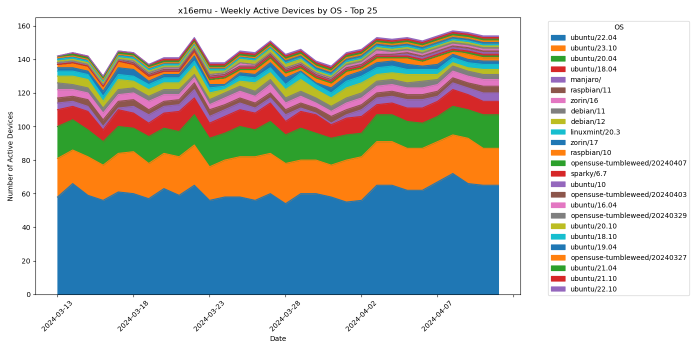 x16emu - Weekly Active Devices by OS - Top 25
160
140
120
100
80
60
40
20
0
Number of Active Devices
2024-03-13
2024-03-18
2024-03-23
2024-03-28
2024-04-02
2024-04-07
Date
OS
ubuntu/22.04
ubuntu/23.10
ubuntu/20.04
ubuntu/18.04
manjaro/
raspbian/11
zorin/16
debian/11
debian/12
linuxmint/20.3
zorin/17
raspbian/10
opensuse-tumbleweed/20240407
sparky/6.7
ubuntu/10
opensuse-tumbleweed/20240403
ubuntu/16.04
opensuse-tumbleweed/20240329
ubuntu/20.10
ubuntu/18.10
ubuntu/19.04
opensuse-tumbleweed/20240327
ubuntu/21.04
ubuntu/21.10
ubuntu/22.10